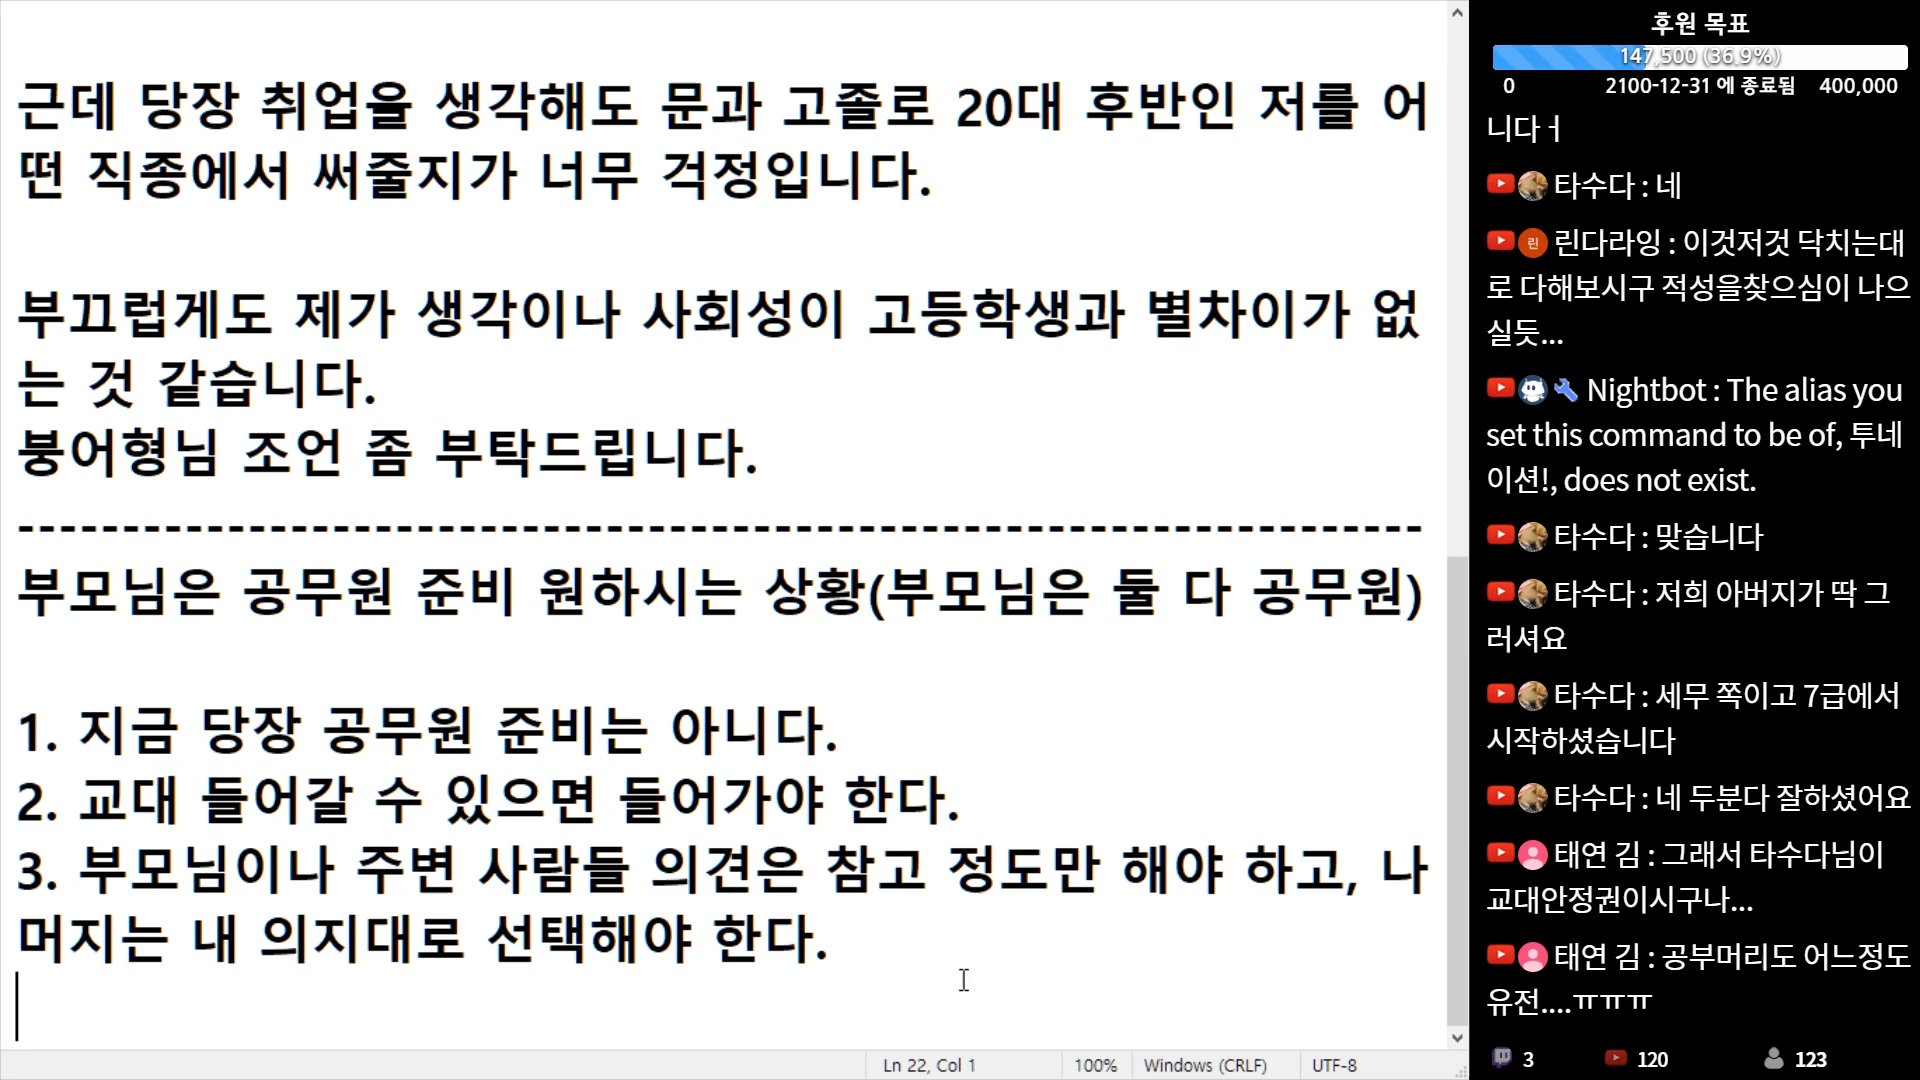 근데 당장 취업을 생각해도 문과 고졸로 20대 후반인 저를 어
떤 직종에서 써줄지가 너무 걱정입니다.
부끄럽게도 제가 생각이나 사회성이 고등학생과 별차이가 없
는 것 같습니다.
붕어형님 조언 좀 부탁드립니다.
--------------------------------------------------------------------
부모님은 공무원 준비 원하시는 상황(부모님은 둘 다 공무원)
1. 지금 당장 공무원 준비는 아니다.
2. 교대 들어갈 수 있으면 들어가야 한다.
3. 부모님이나 주변 사람들 의견은 참고 정도만 해야 하고, 나
머지는 내 의지대로 선택해야 한다.
Ln 22, Col 1
100%
Windows (CRLF)
UTF-8
후원 목표
147,500 (36.9%)
0 2100-12-31 에 종료됨 400,000
니다ㅕ
타수다 : 네
린 린다라잉 : 이것저것 닥치는대
로 다해보시구 적성을찾으심이 나으
실듯...
Nightbot : The alias you
set this command to be of, 투네
이션!, does not exist.
타수다 : 맞습니다
타수다 : 저희 아버지가 딱 그
러셔요
타수다 : 세무 쪽이고 7급에서
시작하셨습니다
타수다 : 네 두분다 잘하셨어요
태연 김 : 그래서 타수다님이
교대안정권이시구나...
태연 김 : 공부머리도 어느정도
유전....ㅠㅠㅠ
3 120 123